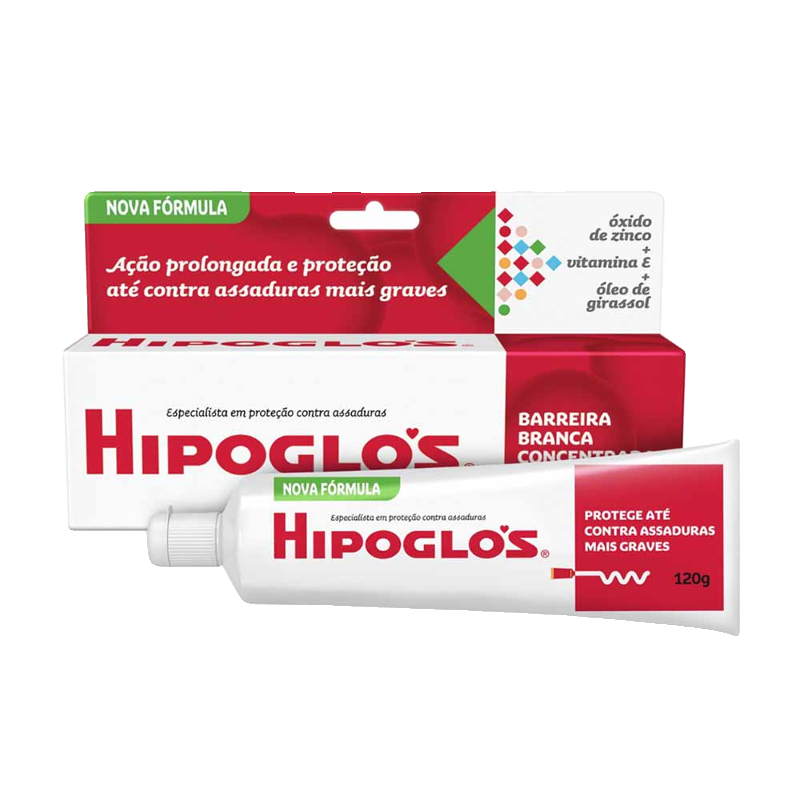 NOVA FÓRMULA
Ação prolongada e proteção
até contra assaduras mais graves
óxido
de zinco
+
vitamina E
+
óleo de
girassol
HIPOGLÓS
Especialista em proteção contra assaduras
HIPOGLÓS®
BARREIRA
BRANCA
NOVA FÓRMULA
Especialista em proteção contra assaduras
HIPOGLÓS®
PROTEGE ATÉ
CONTRA ASSADURAS
MAIS GRAVES
120g